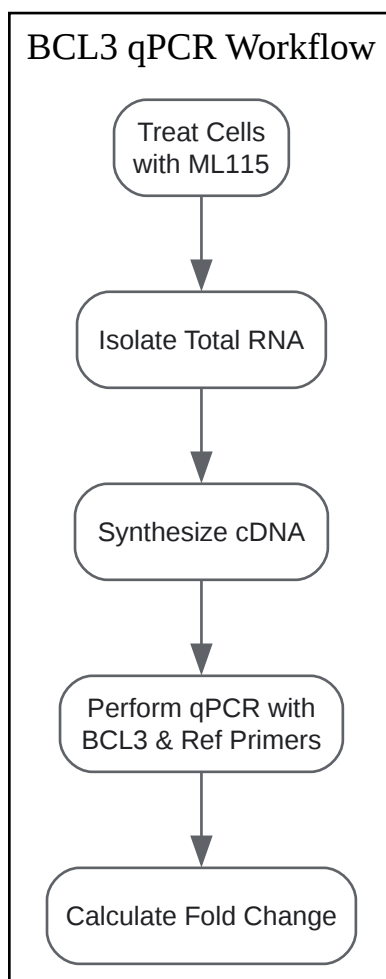 BCL3 qPCR Workflow
Treat Cells
with ML115
Isolate Total RNA
Synthesize cDNA
Perform qPCR with
BCL3 & Ref Primers
Calculate Fold Change